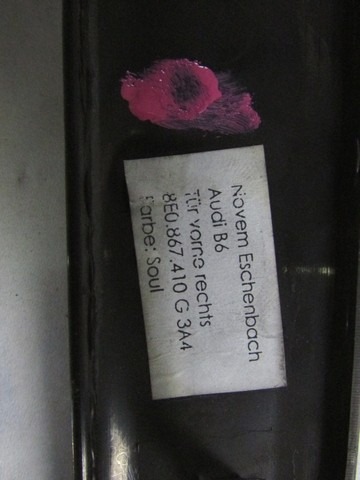 Novem Eschenbach
Audi B6
Tür vorne rechts
8E0.867.410 G 3A4
Farbe: Soul